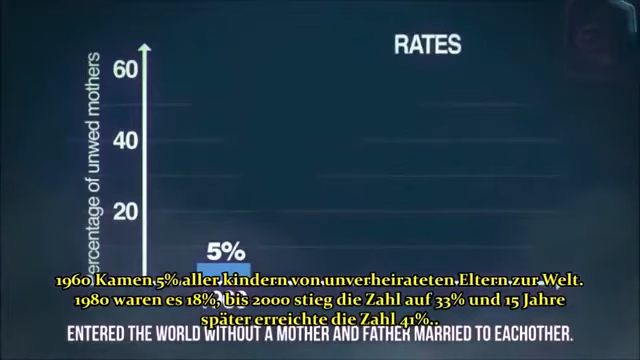 RATES
60
Percentage of unwed mothers
40
20
5%
1960 Kamen 5% aller kindern von unverheirateten Eltern zur Welt.
1980 waren es 18%, bis 2000 stieg die Zahl auf 33% und 15 Jahre
später erreichte die Zahl 41%..
ENTERED THE WORLD WITHOUT A MOTHER AND FATHER MARRIED TO EACHOTHER.